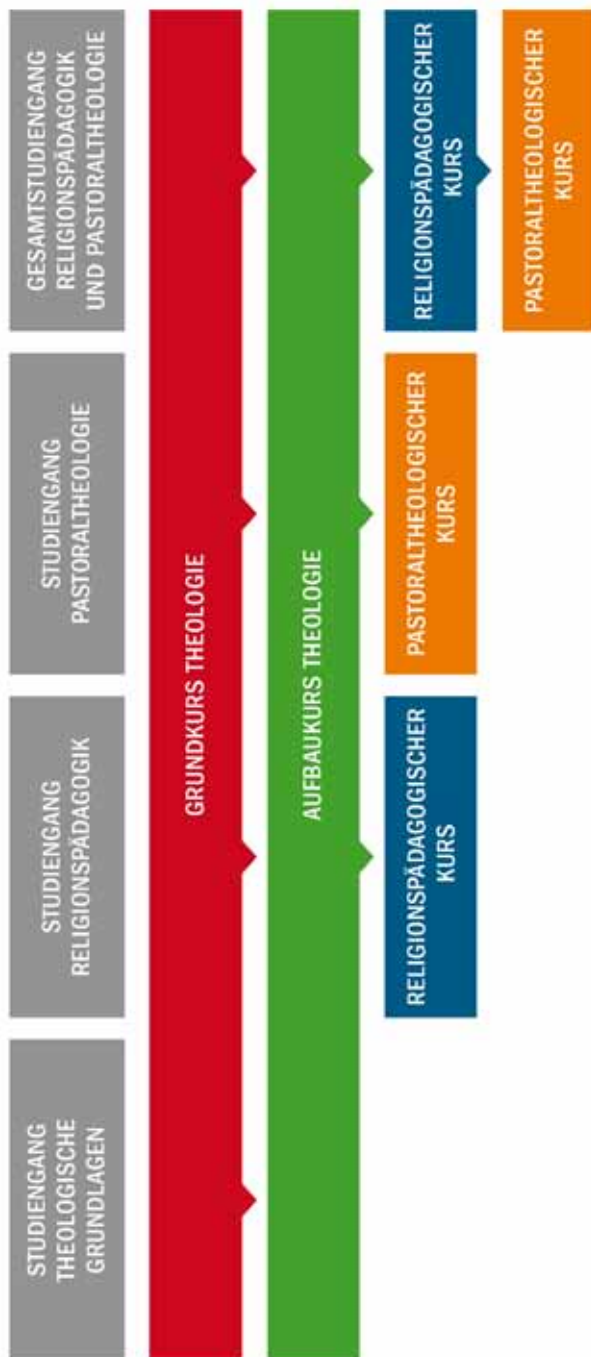 STUDIENGANG
THEOLOGISCHE
GRUNDLAGEN
STUDIENGANG
RELIGIONSPÄDAGOGIK
STUDIENGANG
PASTORALTHEOLOGIE
GESAMTSTUDIENGANG
RELIGIONSPÄDAGOGIK
UND PASTORALTHEOLOGIE
GRUNDKURS THEOLOGIE
AUFBAUKURS THEOLOGIE
RELIGIONSPÄDAGOGISCHER
KURS
PASTORALTHEOLOGISCHER
KURS
RELIGIONSPÄDAGOGISCHER
KURS
PASTORALTHEOLOGISCHER
KURS